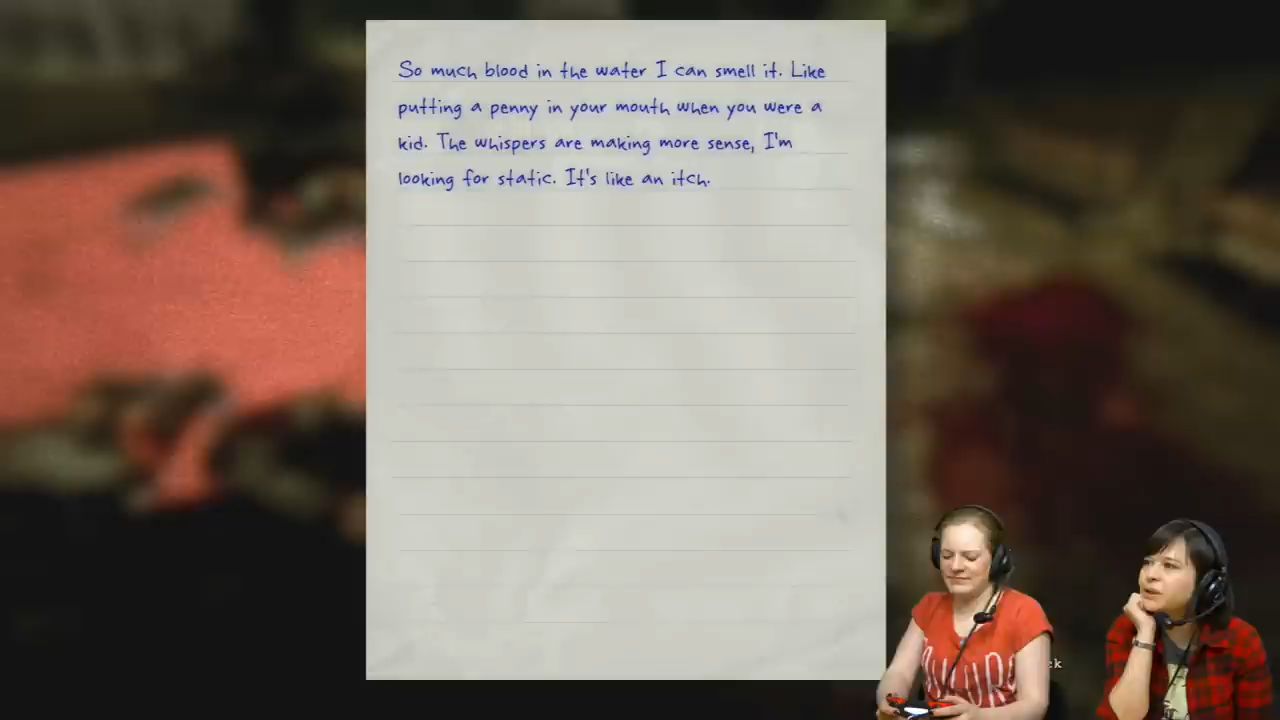 So much blood in the water I can smell it. Like
putting a penny in your mouth when you were a
kid. The whispers are making more sense, I'm
looking for static. It's like an itch.